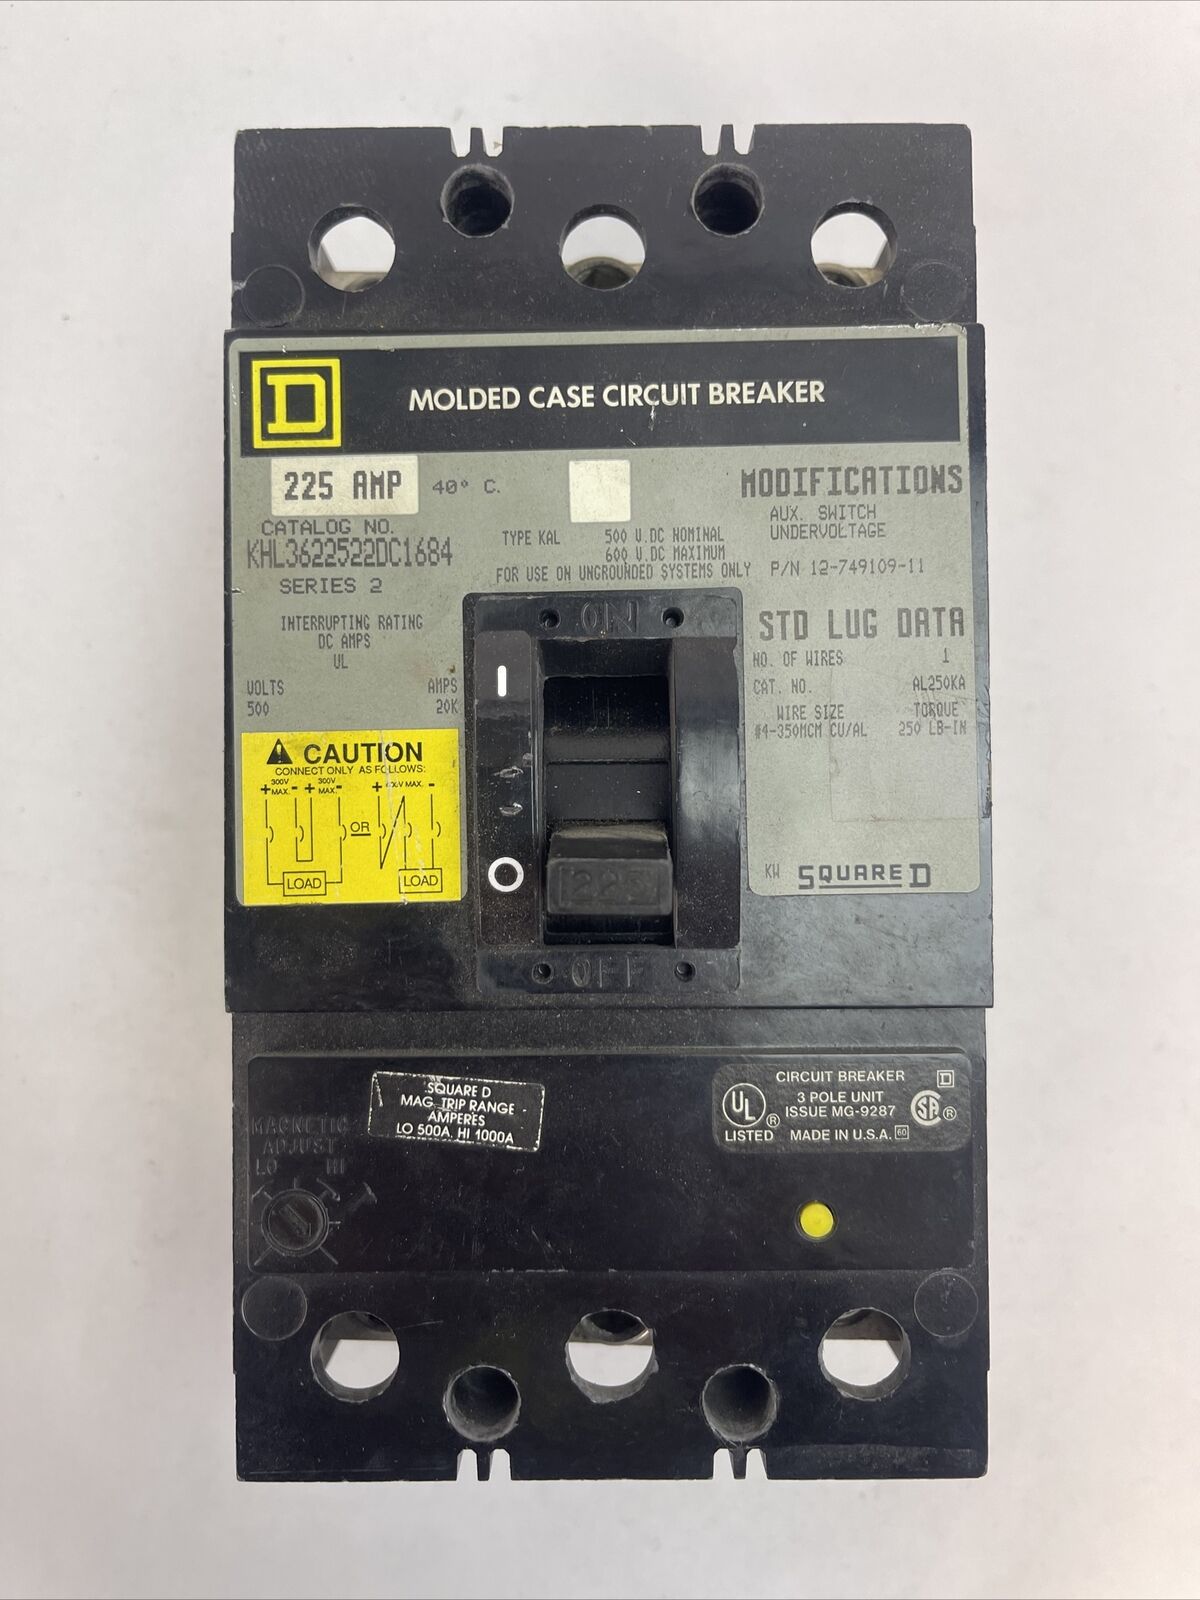 D
MOLDED CASE CIRCUIT BREAKER
225 AMP 40° C.
CATALOG NO.
KHL3622522DC1684
SERIES 2
TYPE KAL 500 V.DC NOMINAL
600 V.DC MAXIMUM
FOR USE ON UNGROUNDED SYSTEMS ONLY
MODIFICATIONS
AUX. SWITCH
UNDERVOLTAGE
P/N 12-749109-11
INTERRUPTING RATING
DC AMPS
UL
VOLTS AMPS
500 20K
STD LUG DATA
NO. OF WIRES 1
CAT. NO. AL250KA
WIRE SIZE TORQUE
#4-350MCM CU/AL 250 LB-IN
KW SQUARE D
CAUTION
CONNECT ONLY AS FOLLOWS:
+ 300V MAX. - + 300V MAX. - + 600V MAX. -
OR
LOAD LOAD
ON
I
O
225
OFF
MAGNETIC
ADJUST
LO HI
SQUARE D
MAG. TRIP RANGE
AMPERES
LO 500A. HI 1000A
UL ®
LISTED
CIRCUIT BREAKER D
3 POLE UNIT
ISSUE MG-9287
MADE IN U.S.A. 60
SA ®